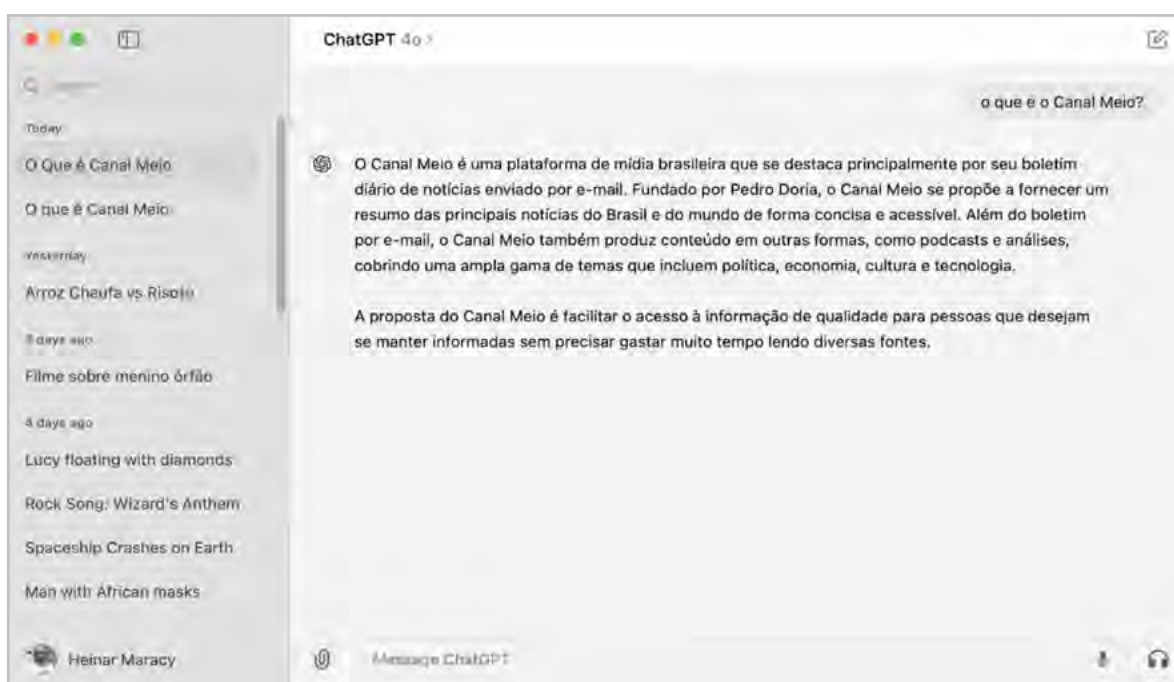 ChatGPT 4o >
Today
O Que é Canal Meio
O que é Canal Meio
Yesterday
Arroz Chaufa vs Risoto
days ago
Filme sobre menino órfão
days ago
Lucy floating with diamonds
Rock Song: Wizard's Anthem
Spaceship Crashes on Earth
Man with African masks
Heinar Maracy
o que e o Canal Meio?
O Canal Meio é uma plataforma de mídia brasileira que se destaca principalmente por seu boletim
diário de notícias enviado por e-mail. Fundado por Pedro Doria, o Canal Meio se propõe a fornecer um
resumo das principais notícias do Brasil e do mundo de forma concisa e acessível. Além do boletim
por e-mail, o Canal Meio também produz conteúdo em outras formas, como podcasts e análises,
cobrindo uma ampla gama de temas que incluem política, economia, cultura e tecnologia.
A proposta do Canal Meio é facilitar o acesso à informação de qualidade para pessoas que desejam
se manter informadas sem precisar gastar muito tempo lendo diversas fontes.
Message ChatGPT